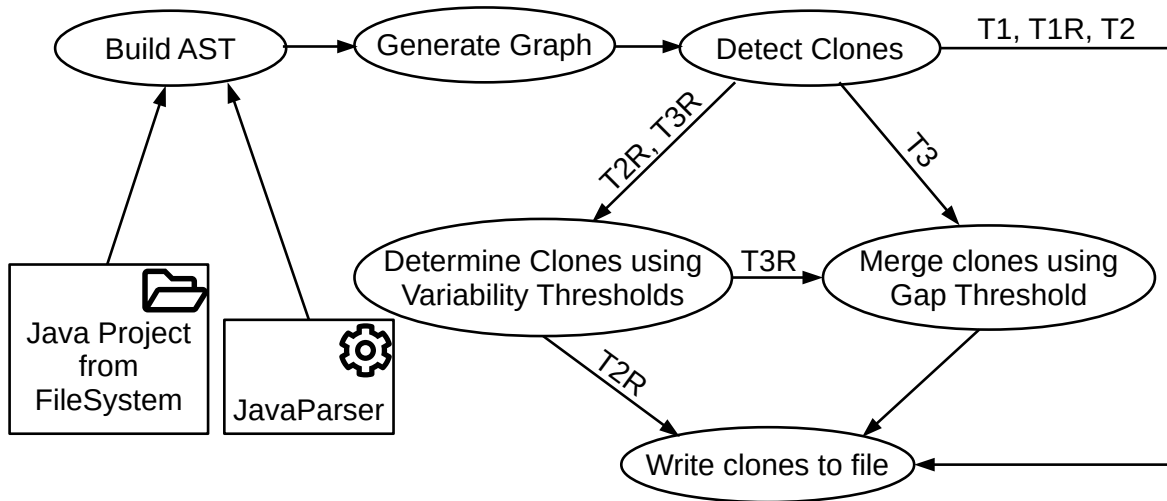 Build AST
Generate Graph
Detect Clones
T1, T1R, T2
T2R, T3R
T3
Determine Clones using
Variability Thresholds
T3R
Merge clones using
Gap Threshold
Java Project
from
FileSystem
JavaParser
T2R
Write clones to file